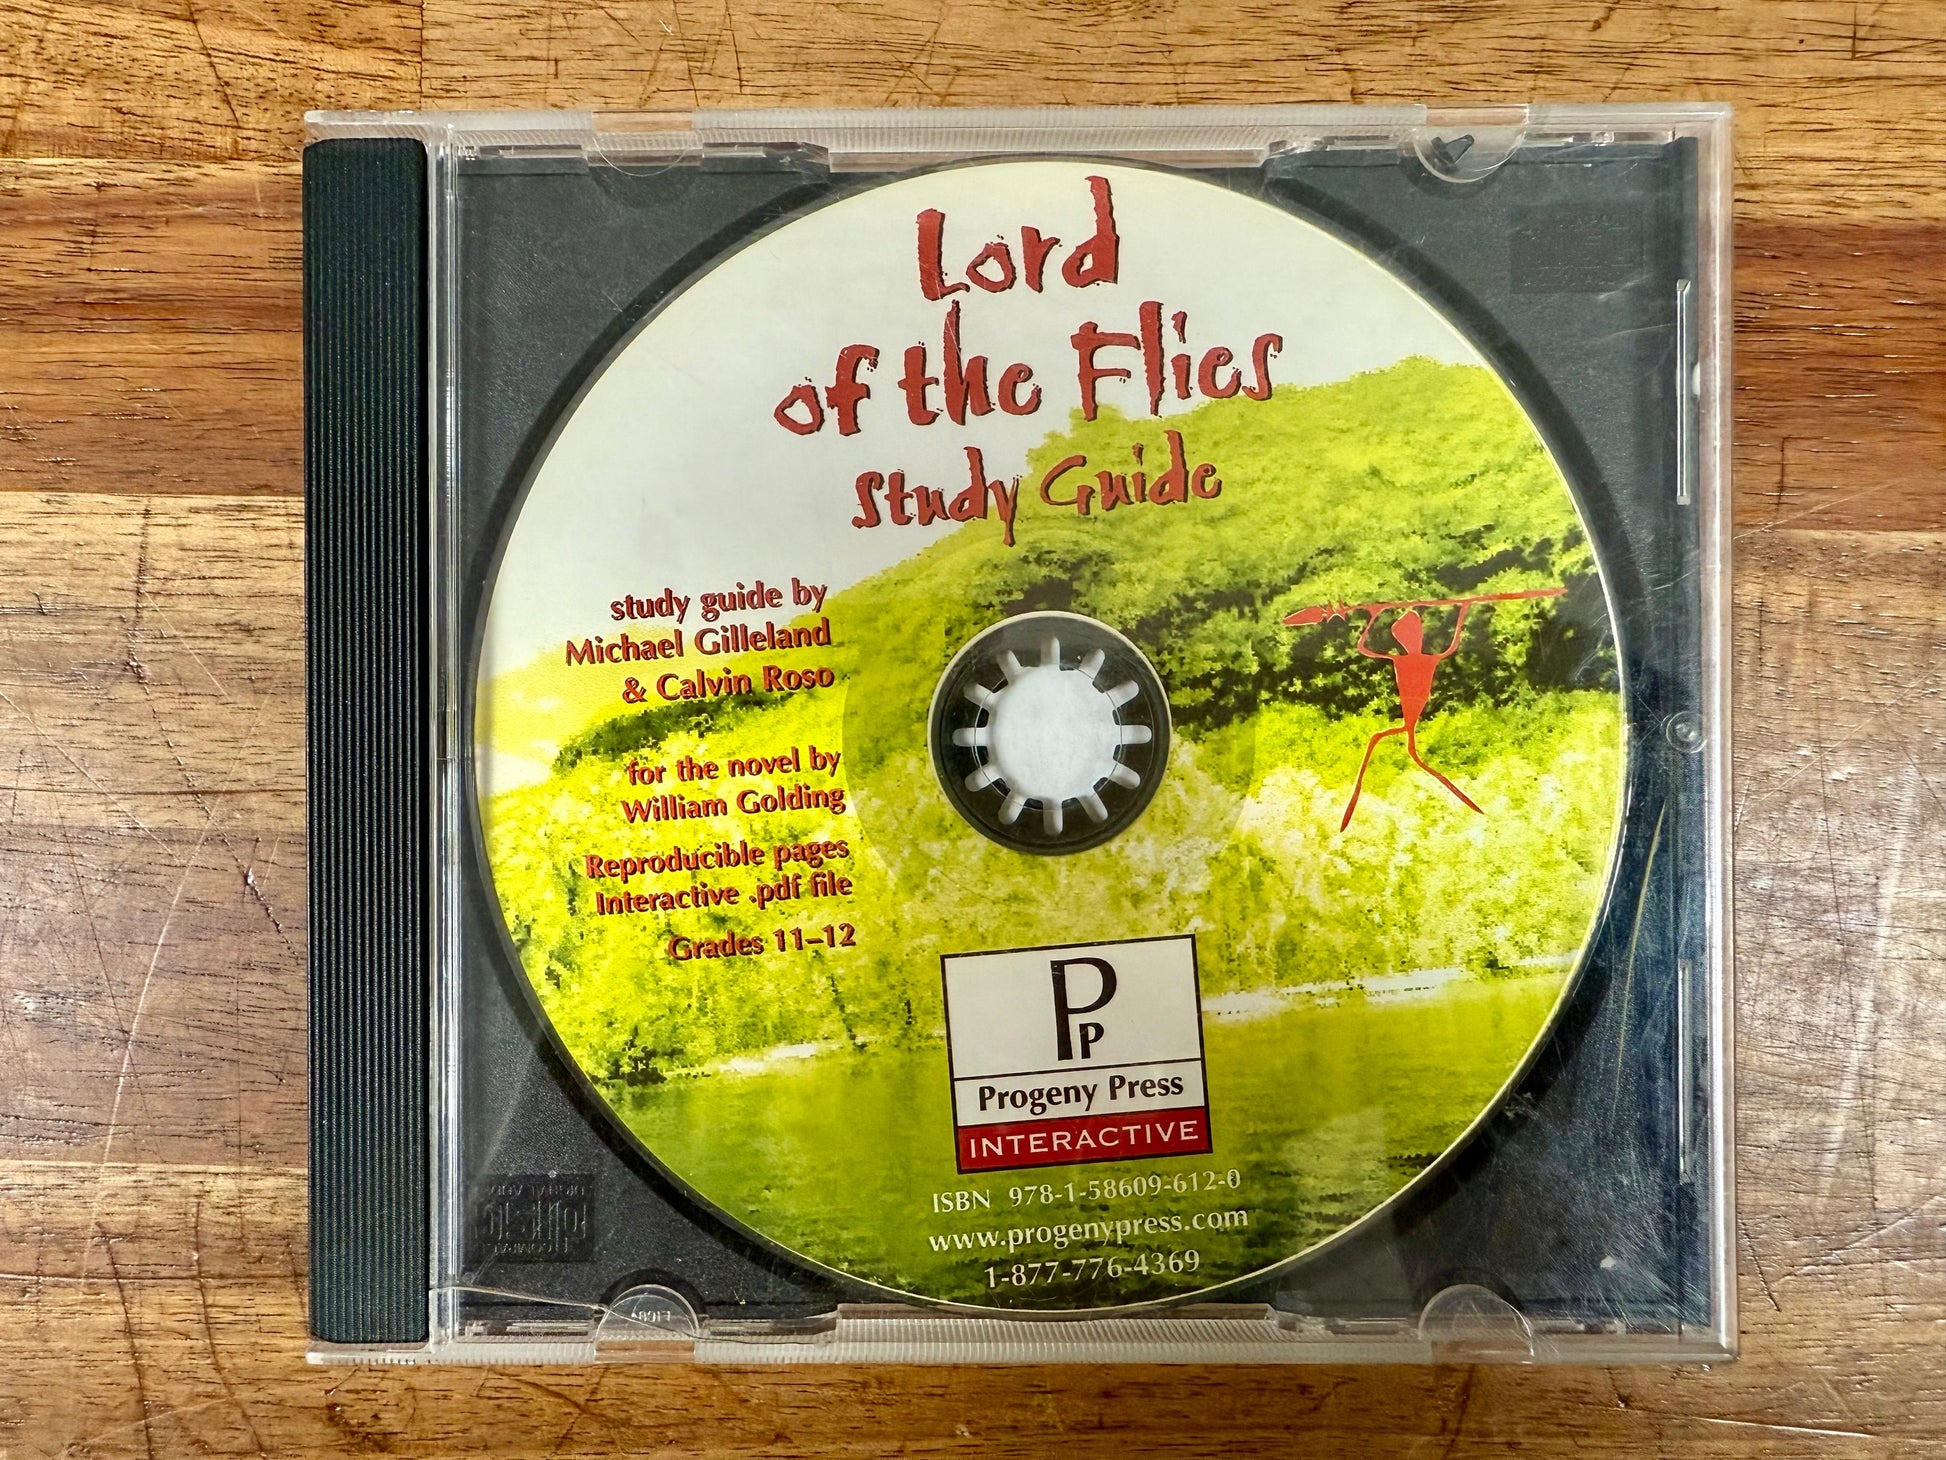 Lord
of the Flies
Study Guide
study guide by
Michael Gilleland
& Calvin Roso
for the novel by
William Golding
Reproducible pages
Interactive .pdf file
Grades 11–12
Pp
Progeny Press
INTERACTIVE
ISBN 978-1-58609-612-0
www.progenypress.com
1-877-776-4369